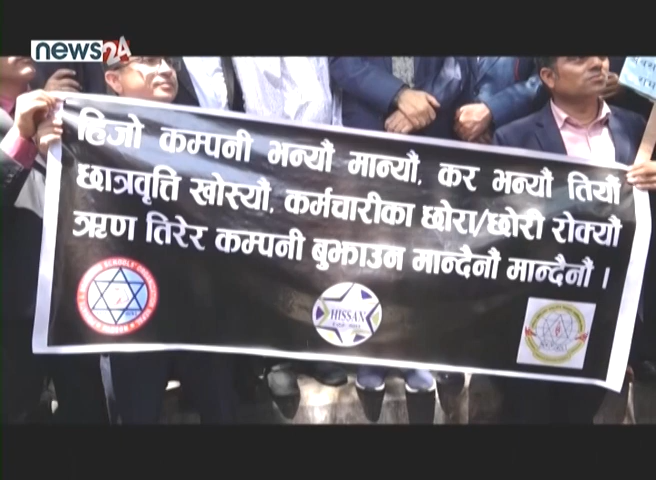 news24
हिजो कम्पनी भन्यौं मान्यौं, कर भन्यौं तियौं
छात्रवृत्ति खोस्यौं, कर्मचारीका छोरा/छोरी रोक्यौं
ऋण तिरेर कम्पनी बुझाउन मान्दैनौं मान्दैनौं ।
HISSAN